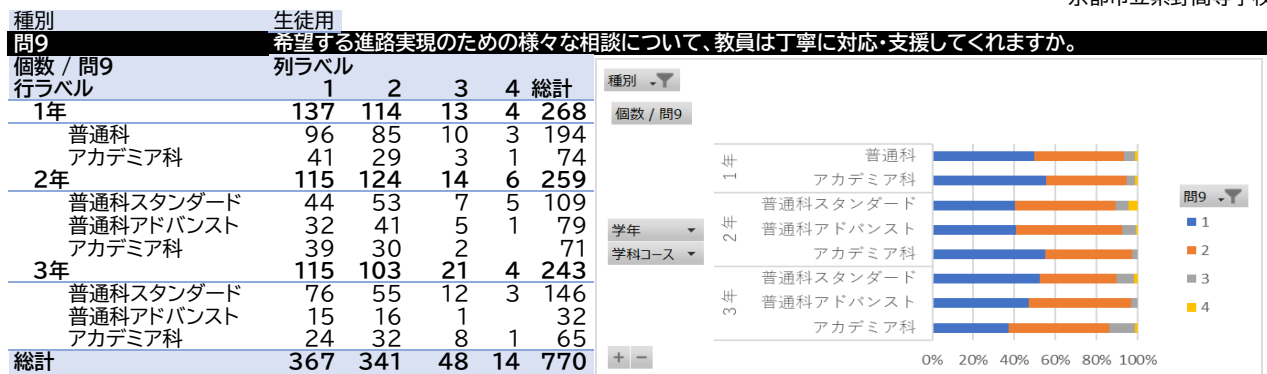 種別 生徒用
問9 希望する進路実現のための様々な相談について、教員は丁寧に対応・支援してくれますか。
個数 / 問9 列ラベル
行ラベル 1 2 3 4 総計
1年 137 114 13 4 268
普通科 96 85 10 3 194
アカデミア科 41 29 3 1 74
2年 115 124 14 6 259
普通科スタンダード 44 53 7 5 109
普通科アドバンスト 32 41 5 1 79
アカデミア科 39 30 2 71
3年 115 103 21 4 243
普通科スタンダード 76 55 12 3 146
普通科アドバンスト 15 16 1 32
アカデミア科 24 32 8 1 65
総計 367 341 48 14 770
種別
個数 / 問9
学年
学科コース
1年
普通科
アカデミア科
2年
普通科スタンダード
普通科アドバンスト
アカデミア科
3年
普通科スタンダード
普通科アドバンスト
アカデミア科
0% 20% 40% 60% 80% 100%
問9
1
2
3
4
+ −